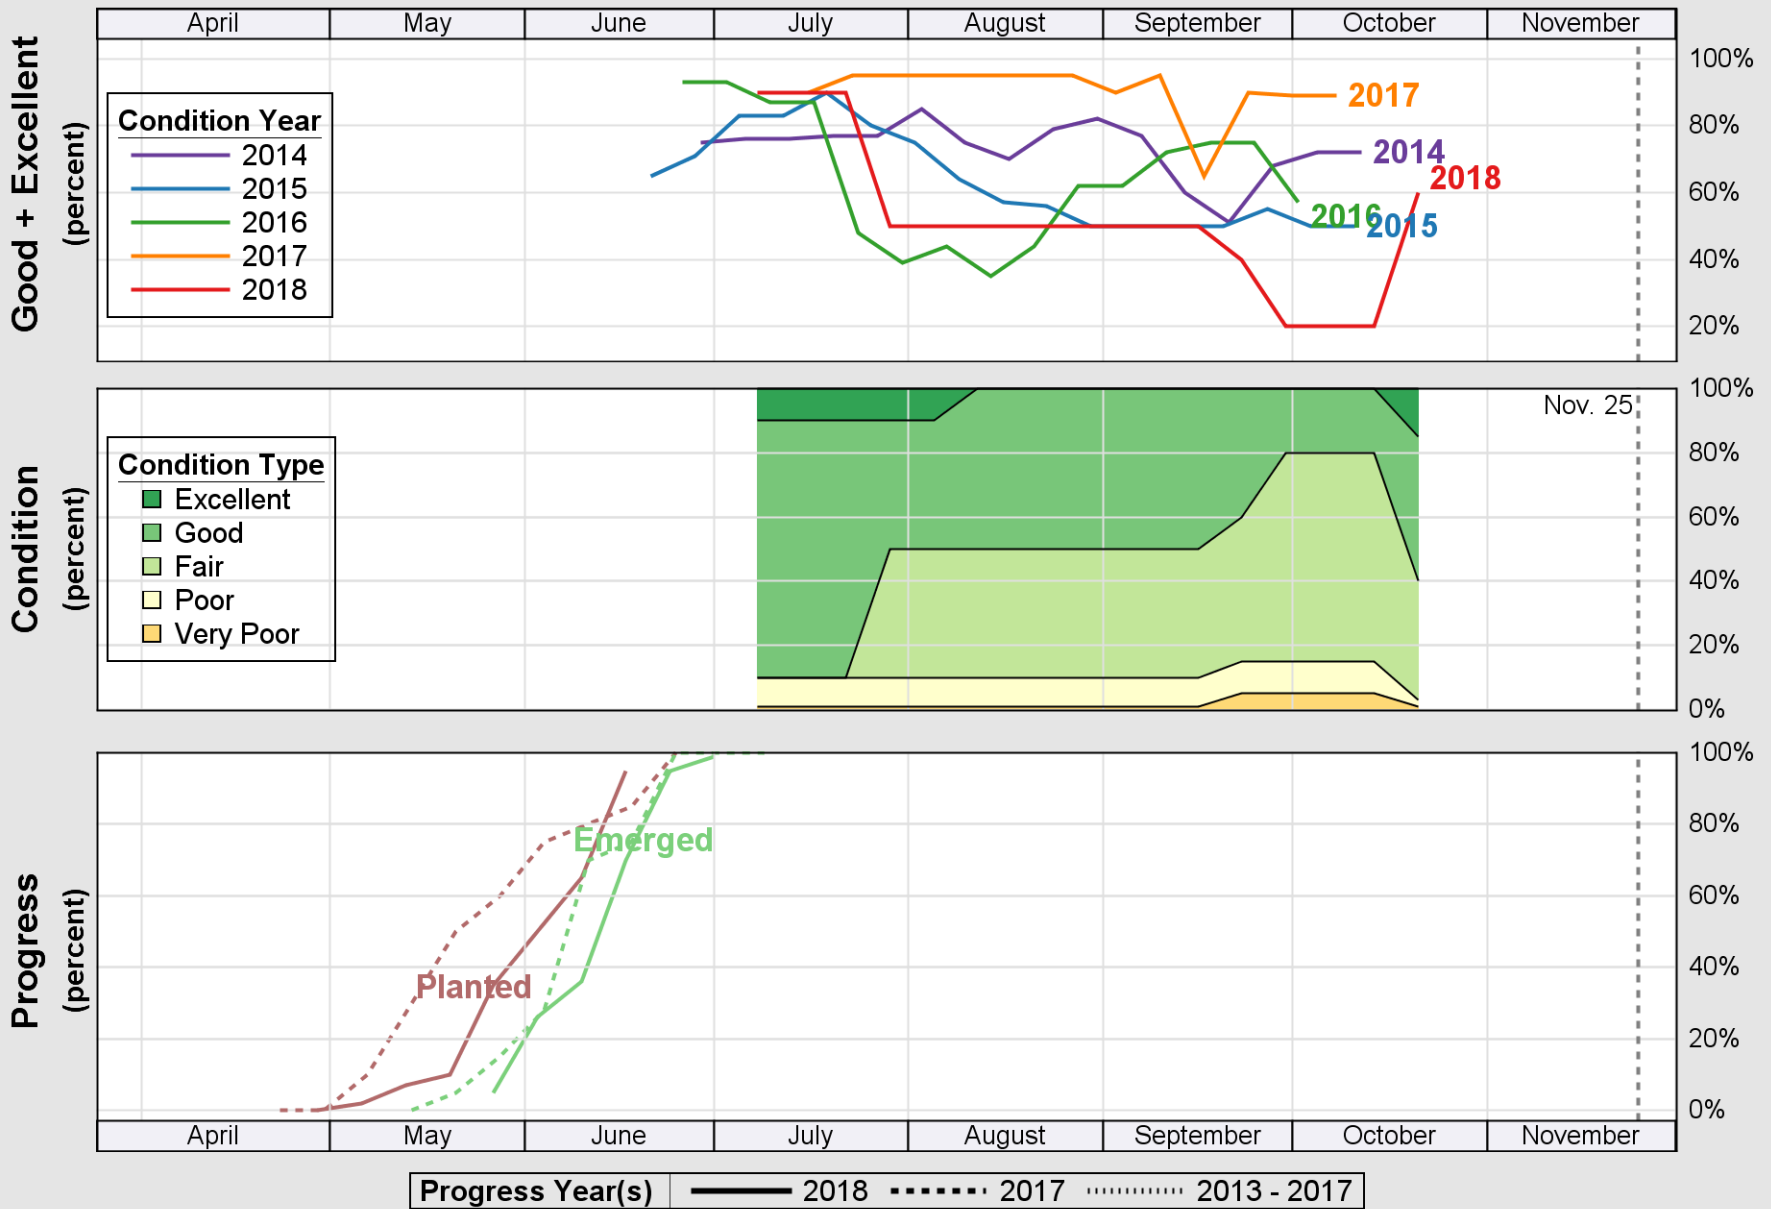 April May June July August September October November
Good + Excellent
(percent)
100%
80%
60%
40%
20%
Condition Year
2014
2015
2016
2017
2018
2017
2014
2018
2016
2015
Condition
(percent)
100%
80%
60%
40%
20%
0%
Nov. 25
Condition Type
Excellent
Good
Fair
Poor
Very Poor
Progress
(percent)
100%
80%
60%
40%
20%
0%
Emerged
Planted
April May June July August September October November
Progress Year(s) 2018 2017 2013 - 2017